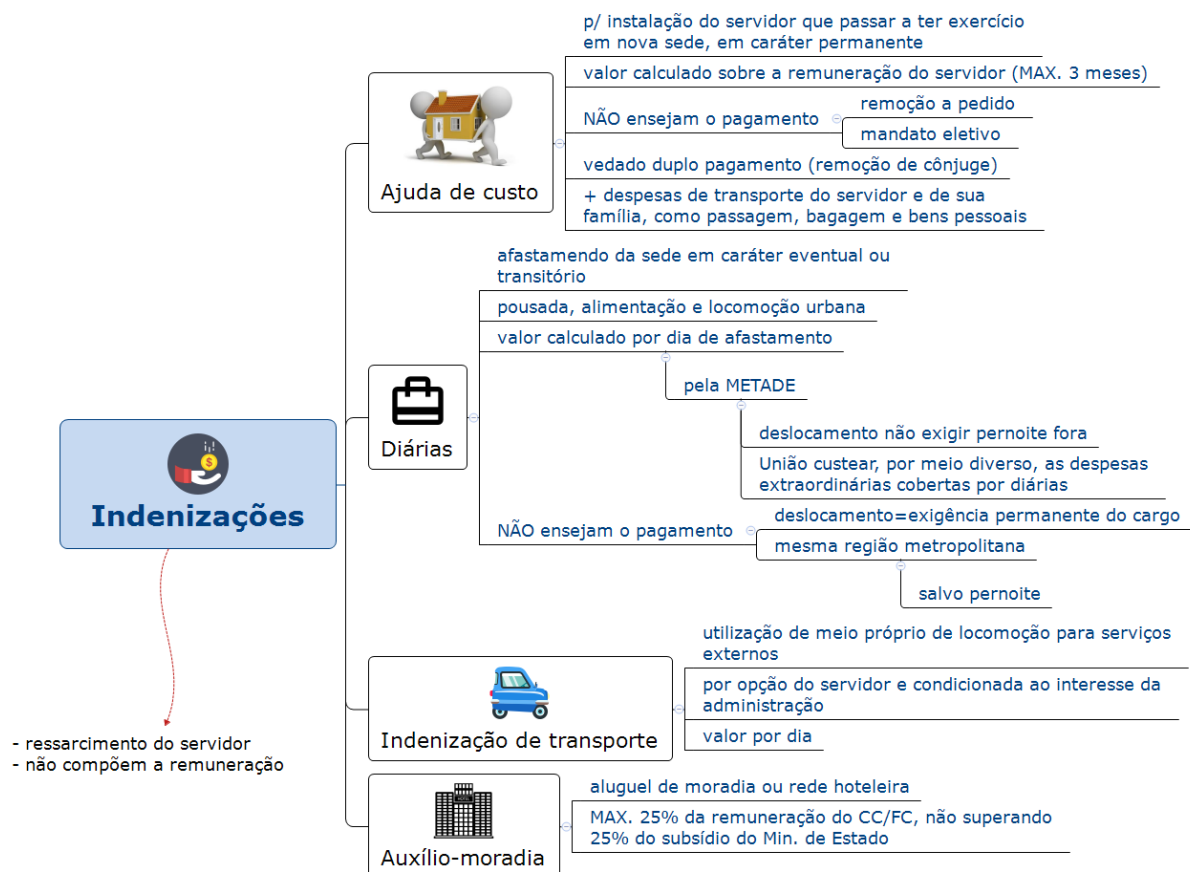 Indenizações
- ressarcimento do servidor
- não compõem a remuneração
Ajuda de custo
p/ instalação do servidor que passar a ter exercício
em nova sede, em caráter permanente
valor calculado sobre a remuneração do servidor (MAX. 3 meses)
NÃO ensejam o pagamento
remoção a pedido
mandato eletivo
vedado duplo pagamento (remoção de cônjuge)
+ despesas de transporte do servidor e de sua
família, como passagem, bagagem e bens pessoais
Diárias
afastamendo da sede em caráter eventual ou
transitório
pousada, alimentação e locomoção urbana
valor calculado por dia de afastamento
pela METADE
deslocamento não exigir pernoite fora
União custear, por meio diverso, as despesas
extraordinárias cobertas por diárias
NÃO ensejam o pagamento
deslocamento=exigência permanente do cargo
mesma região metropolitana
salvo pernoite
Indenização de transporte
utilização de meio próprio de locomoção para serviços
externos
por opção do servidor e condicionada ao interesse da
administração
valor por dia
Auxílio-moradia
aluguel de moradia ou rede hoteleira
MAX. 25% da remuneração do CC/FC, não superando
25% do subsídio do Min. de Estado